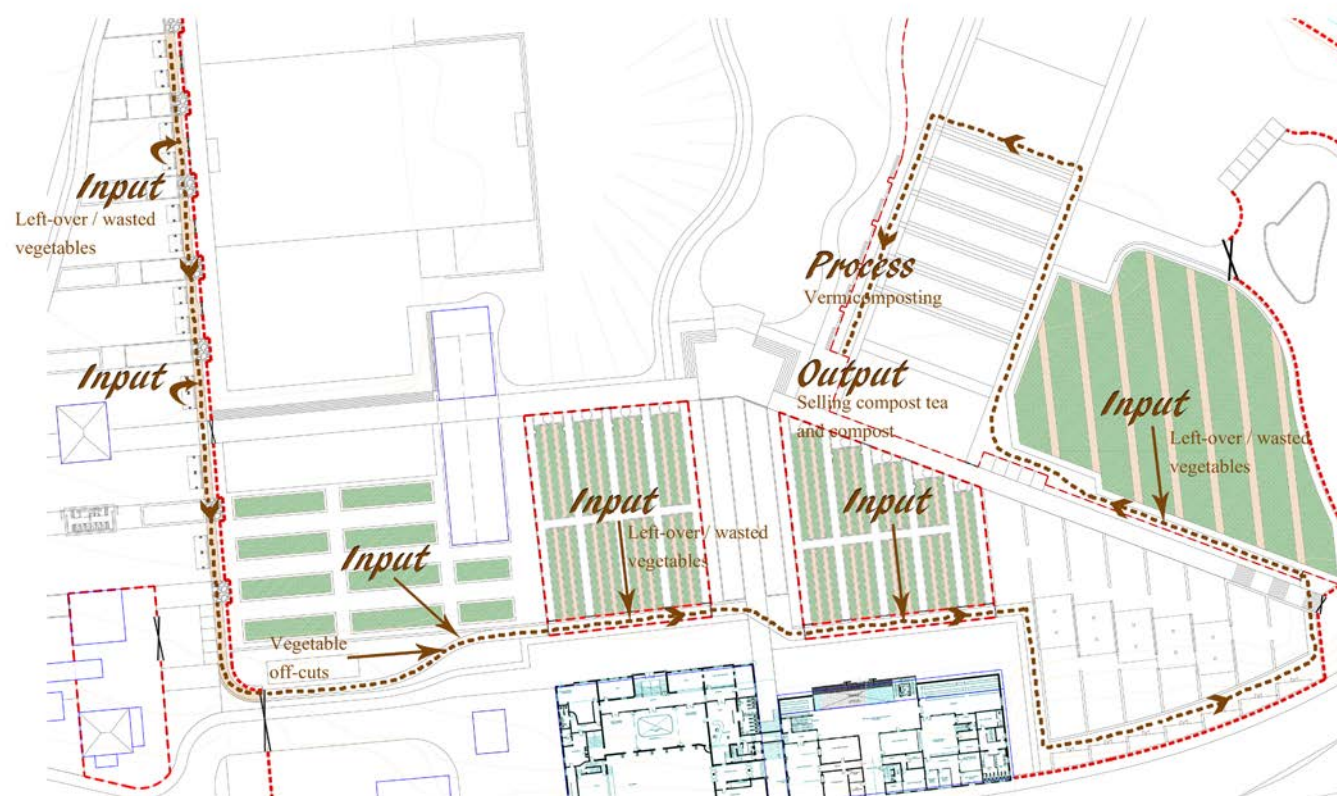 Input
Left-over / wasted
vegetables
Input
Process
Vermicomposting
Output
Selling compost tea
and compost
Input
Left-over / wasted
vegetables
Input
Left-over / wasted
vegetables
Input
Input
Vegetable
off-cuts